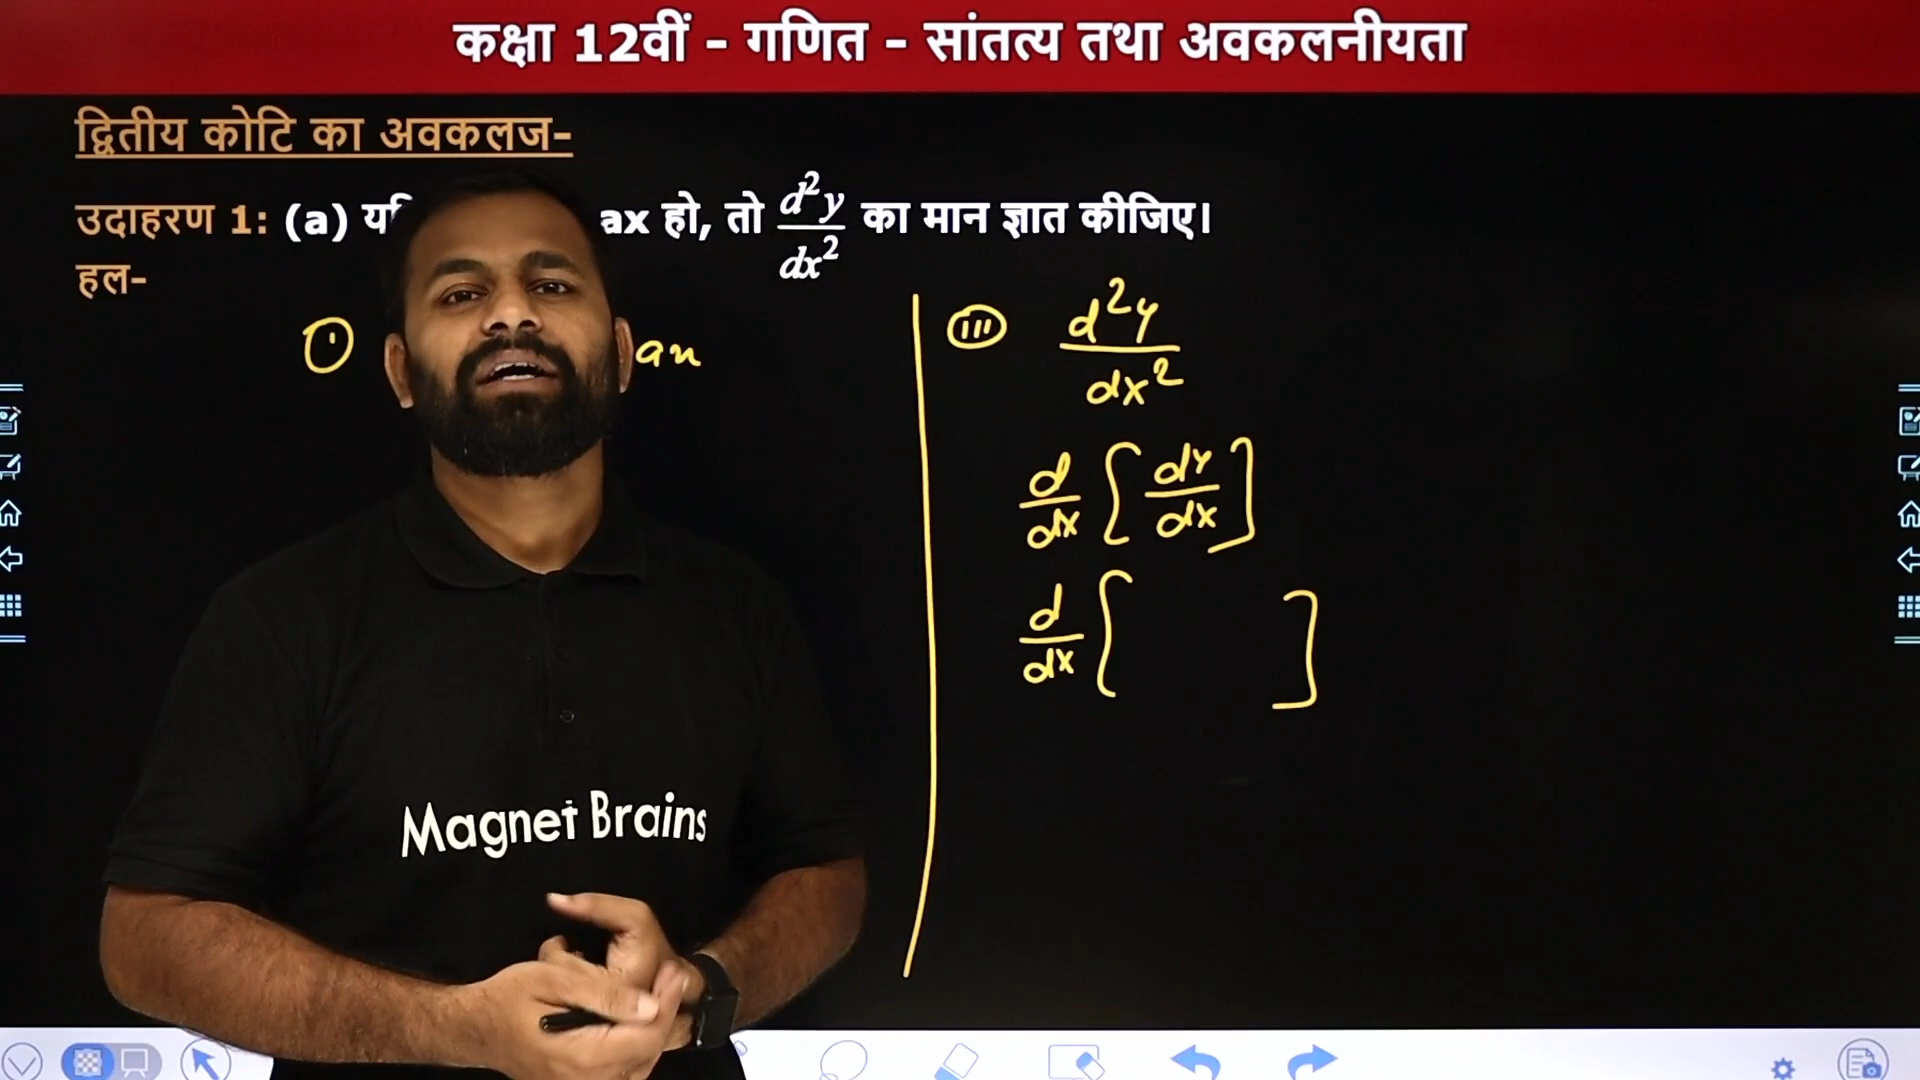 कक्षा 12वीं - गणित - सांतत्य तथा अवकलनीयता
द्वितीय कोटि का अवकलज-
उदाहरण 1: (a) ax हो, तो d²y/dx² का मान ज्ञात कीजिए।
हल-
① ax
(iii) d²y/dx²
d/dx [dy/dx]
d/dx [ ]
Magnet Brains